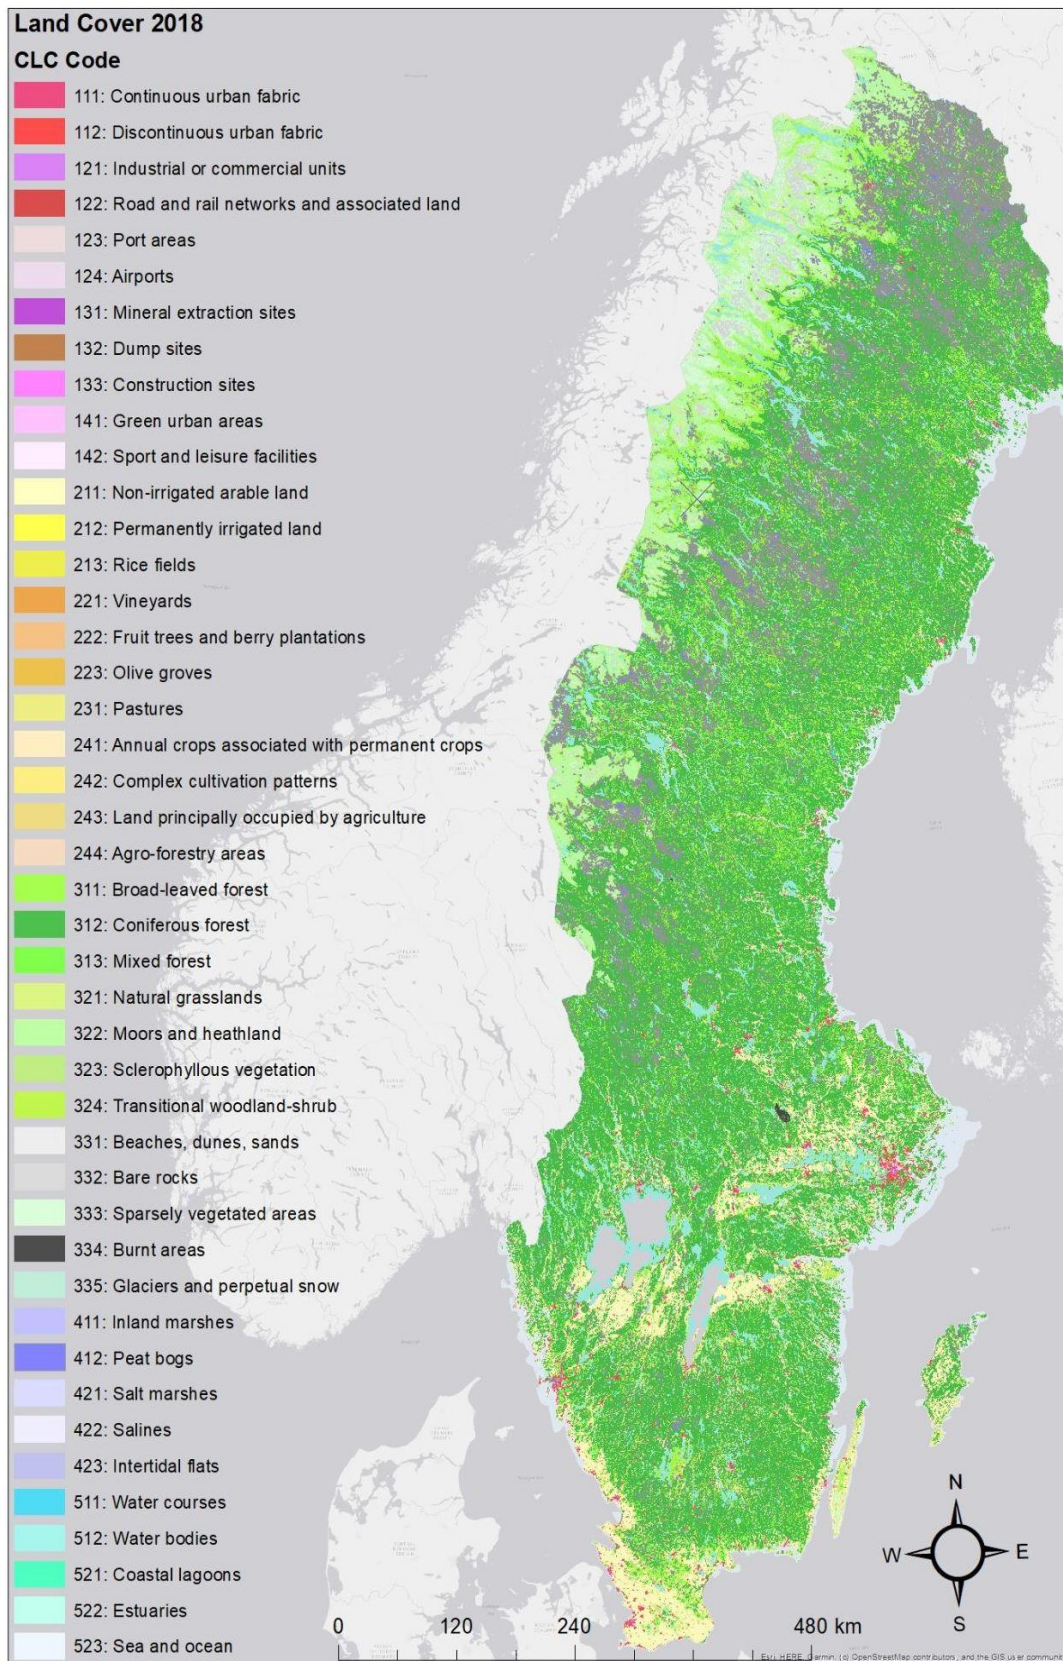 Land Cover 2018
CLC Code
111: Continuous urban fabric
112: Discontinuous urban fabric
121: Industrial or commercial units
122: Road and rail networks and associated land
123: Port areas
124: Airports
131: Mineral extraction sites
132: Dump sites
133: Construction sites
141: Green urban areas
142: Sport and leisure facilities
211: Non-irrigated arable land
212: Permanently irrigated land
213: Rice fields
221: Vineyards
222: Fruit trees and berry plantations
223: Olive groves
231: Pastures
241: Annual crops associated with permanent crops
242: Complex cultivation patterns
243: Land principally occupied by agriculture
244: Agro-forestry areas
311: Broad-leaved forest
312: Coniferous forest
313: Mixed forest
321: Natural grasslands
322: Moors and heathland
323: Sclerophyllous vegetation
324: Transitional woodland-shrub
331: Beaches, dunes, sands
332: Bare rocks
333: Sparsely vegetated areas
334: Burnt areas
335: Glaciers and perpetual snow
411: Inland marshes
412: Peat bogs
421: Salt marshes
422: Salines
423: Intertidal flats
511: Water courses
512: Water bodies
521: Coastal lagoons
522: Estuaries
523: Sea and ocean
N
W E
S
0 120 240 480 km
Esri, HERE, Garmin, (c) OpenStreetMap contributors, and the GIS user